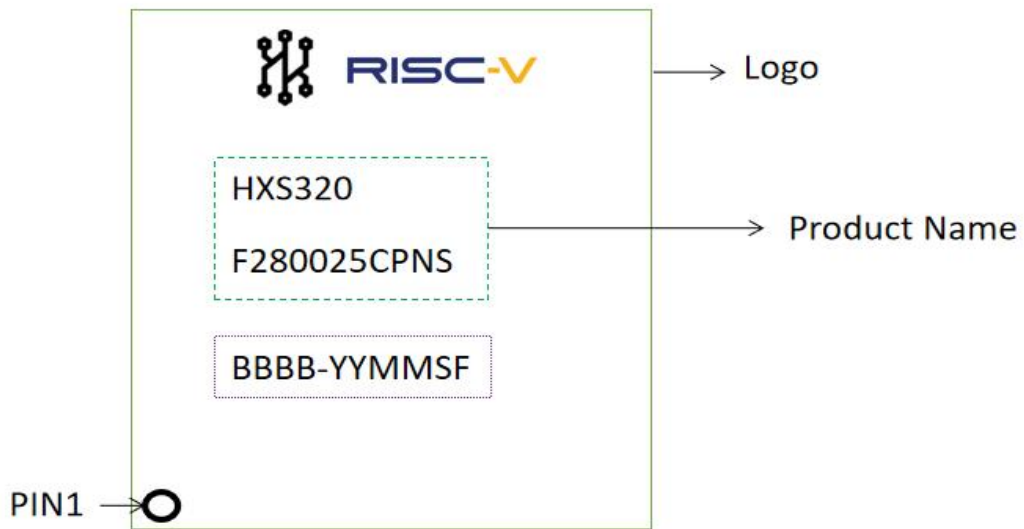 RISC-V
Logo
HXS320
Product Name
F280025CPNS
BBBB-YYMMSF
PIN1